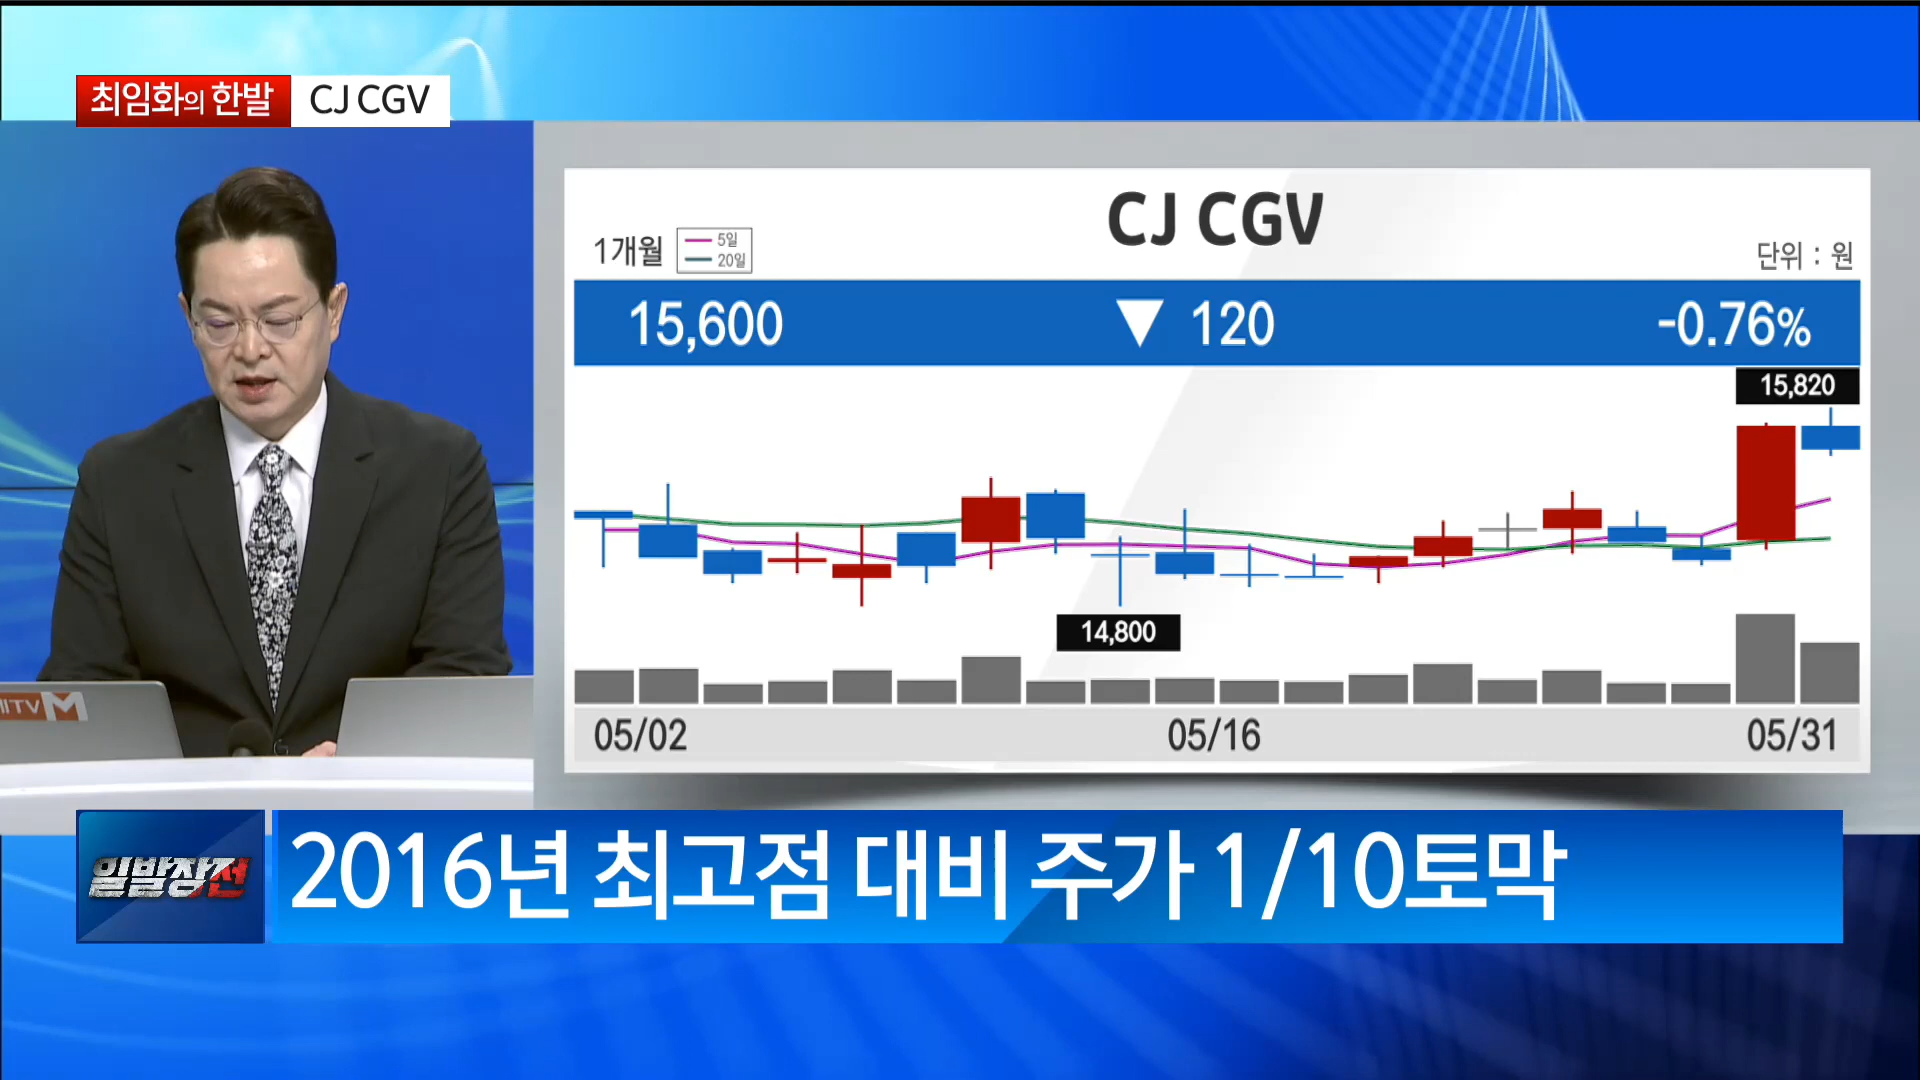 최임화의 한발 CJ CGV
CJ CGV
1개월
5일
20일
단위 : 원
15,600 ▼ 120 -0.76%
15,820
14,800
05/02 05/16 05/31
TV M
일발장전
2016년 최고점 대비 주가 1/10토막